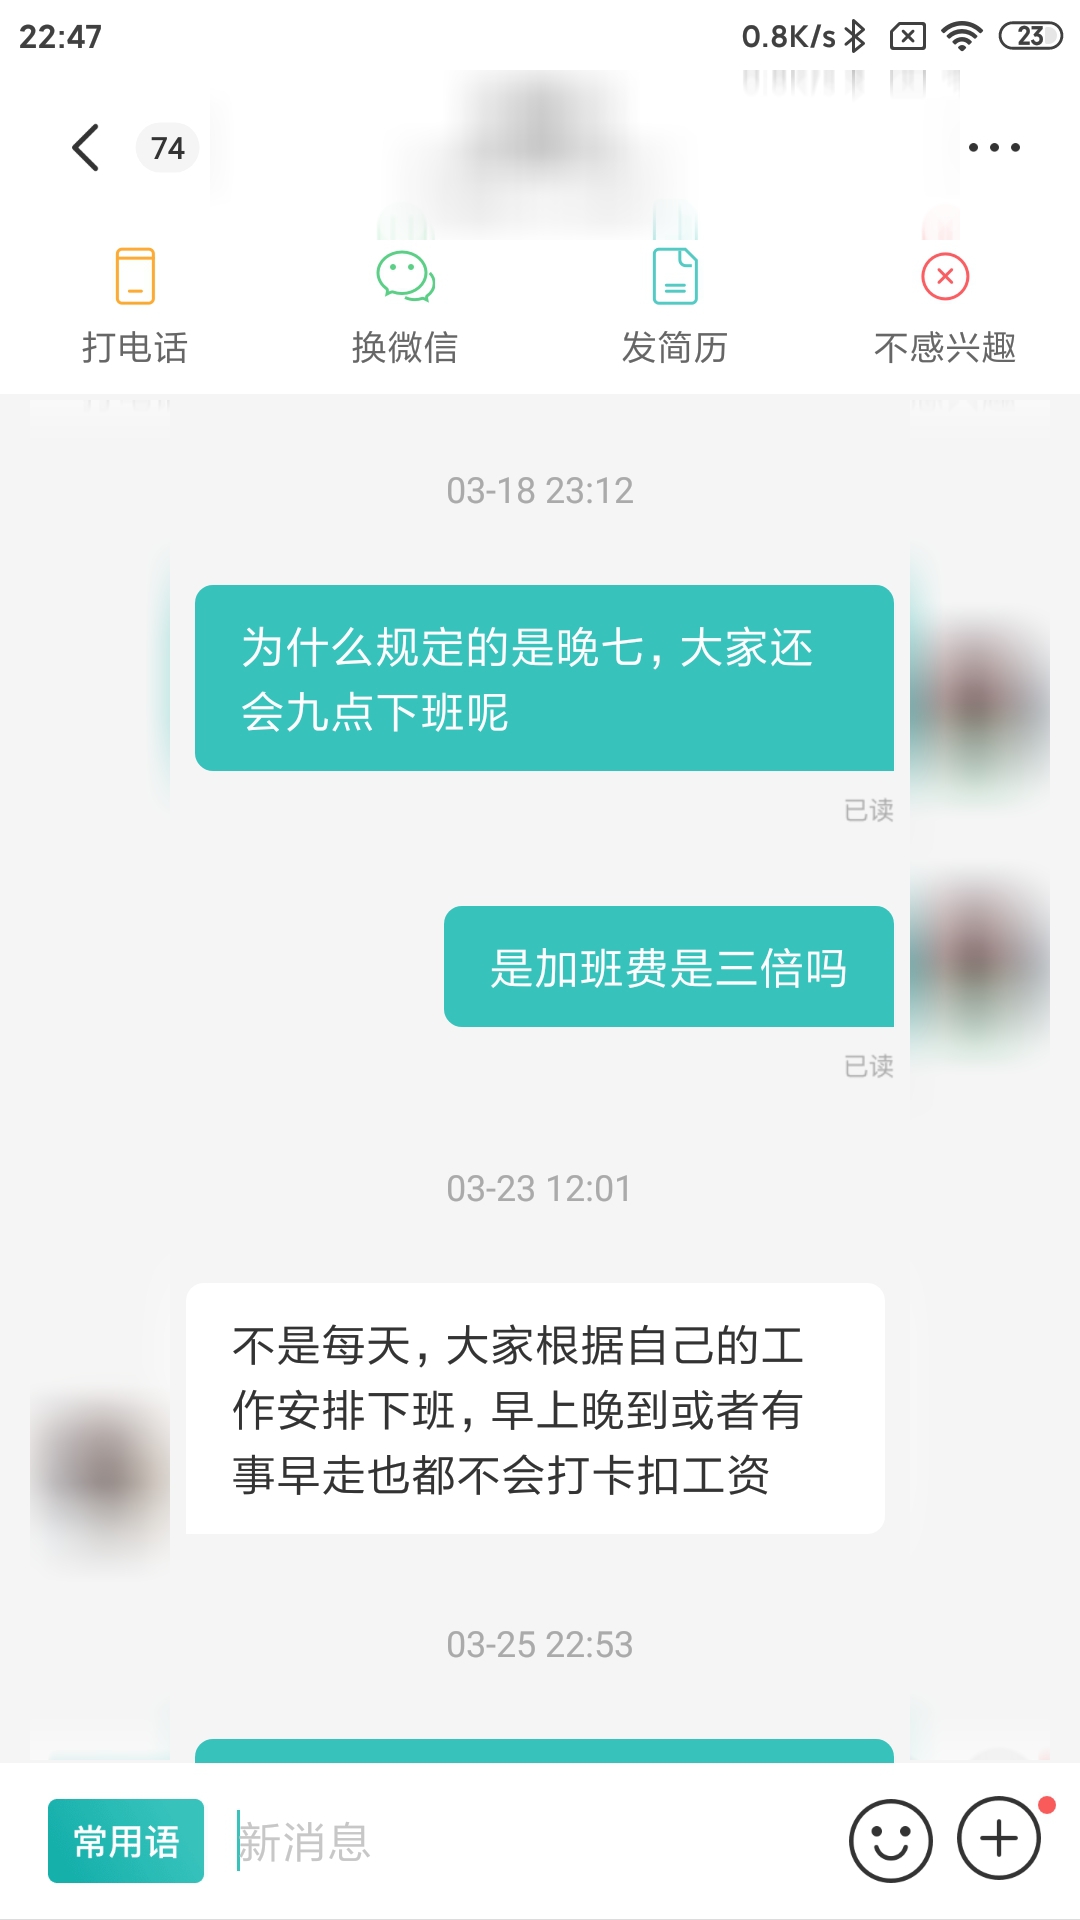 22:47
0.8K/s
23
74
打电话
换微信
发简历
不感兴趣
03-18 23:12
为什么规定的是晚七，大家还
会九点下班呢
已读
是加班费是三倍吗
已读
03-23 12:01
不是每天，大家根据自己的工
作安排下班，早上晚到或者有
事早走也都不会打卡扣工资
03-25 22:53
常用语
新消息